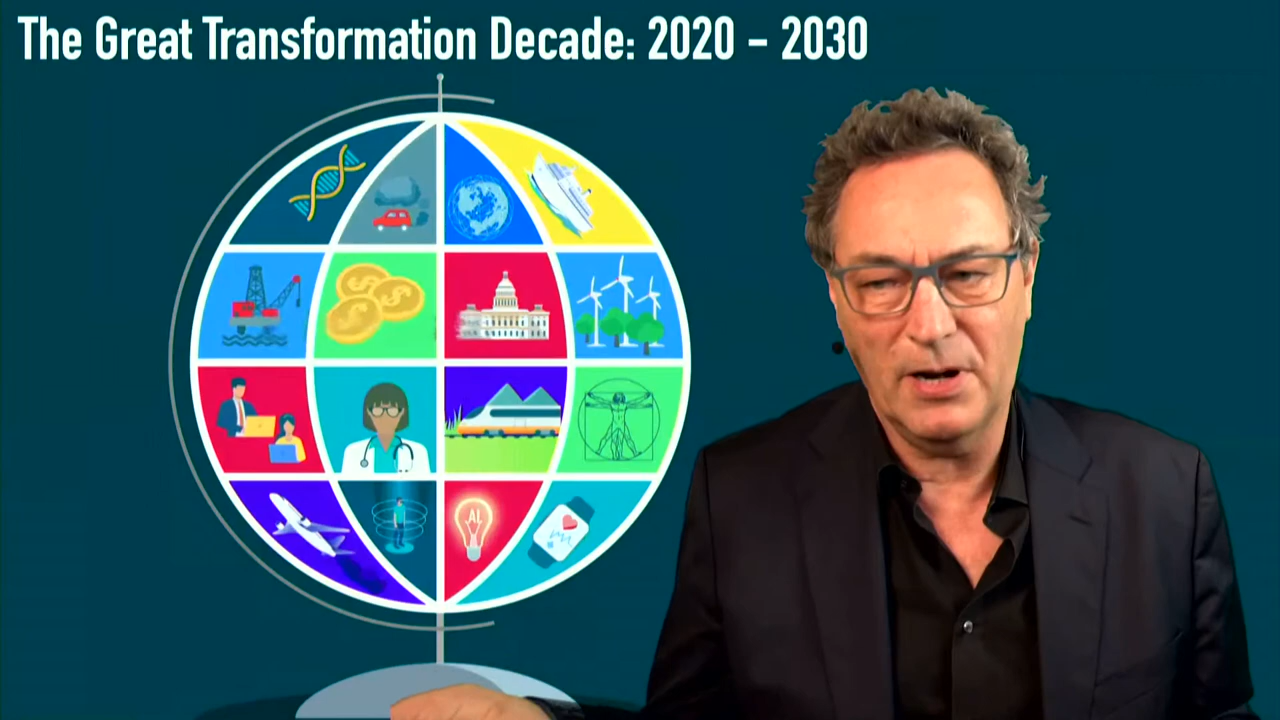 The Great Transformation Decade: 2020 – 2030
AI